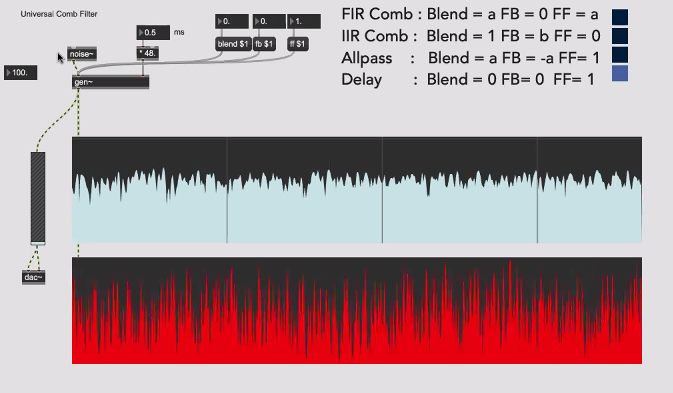 Universal Comb Filter
0.5 ms
0. 0. 1.
noise~ * 48. blend $1 fb $1 ff $1
100.
gen~
dac~
FIR Comb : Blend = a FB = 0 FF = a
IIR Comb : Blend = 1 FB = b FF = 0
Allpass : Blend = a FB = -a FF= 1
Delay : Blend = 0 FB= 0 FF= 1